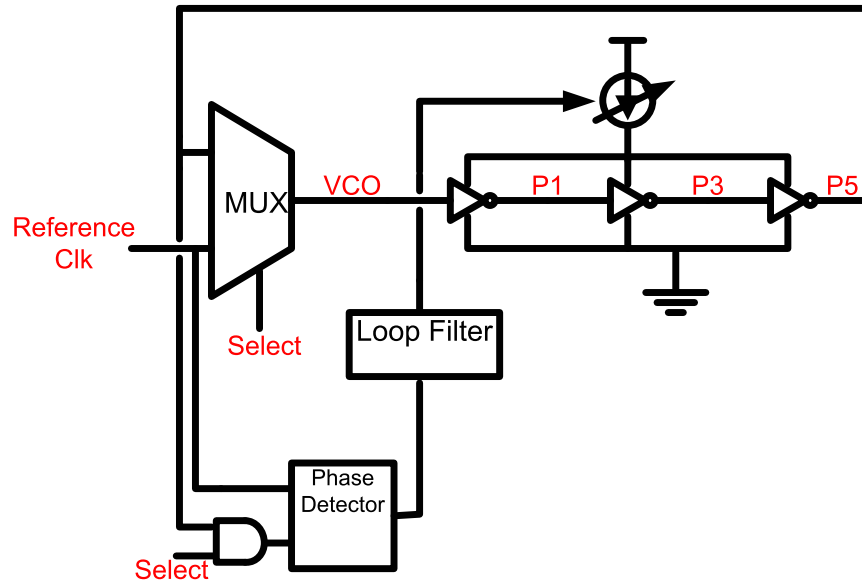 MUX
VCO
P1
P3
P5
Reference
Clk
Select
Loop Filter
Phase
Detector
Select